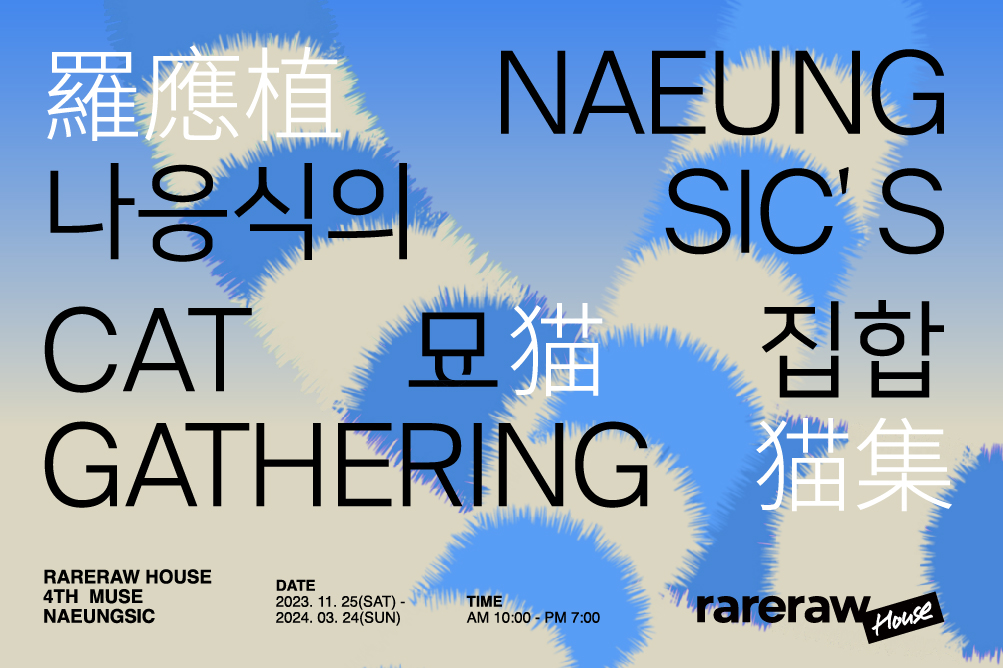 羅應植 NAEUNG
나응식의 SIC'S
CAT 묘猫 집합
GATHERING 猫集
RARERAW HOUSE
4TH MUSE
NAEUNGSIC
DATE
2023. 11. 25(SAT) -
2024. 03. 24(SUN)
TIME
AM 10:00 - PM 7:00
rareraw House